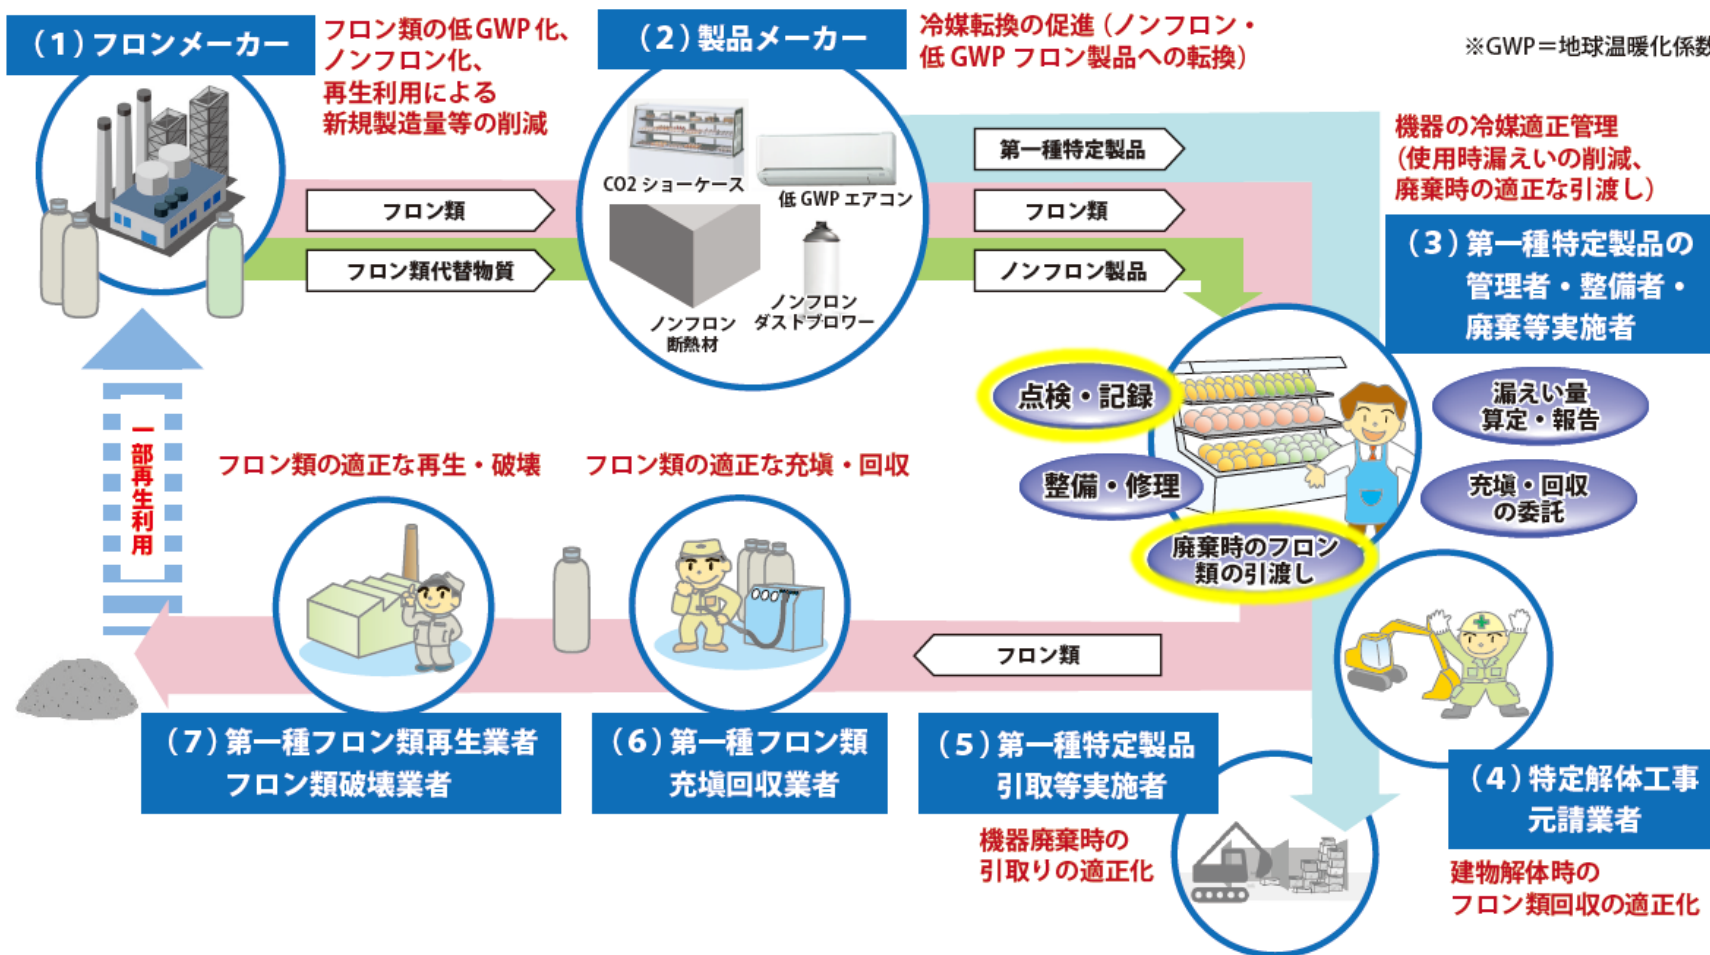 (1)フロンメーカー
フロン類の低GWP化、
ノンフロン化、
再生利用による
新規製造量等の削減
(2)製品メーカー
冷媒転換の促進(ノンフロン・
低GWPフロン製品への転換)
※GWP=地球温暖化係数
CO2ショーケース
低GWPエアコン
ノンフロン
断熱材
ノンフロン
ダストブロワー
フロン類
フロン類代替物質
第一種特定製品
フロン類
ノンフロン製品
機器の冷媒適正管理
(使用時漏えいの削減、
廃棄時の適正な引渡し)
(3)第一種特定製品の
管理者・整備者・
廃棄等実施者
点検・記録
整備・修理
廃棄時のフロン
類の引渡し
漏えい量
算定・報告
充塡・回収
の委託
(4)特定解体工事
元請業者
建物解体時の
フロン類回収の適正化
(5)第一種特定製品
引取等実施者
機器廃棄時の
引取りの適正化
フロン類
フロン類の適正な充塡・回収
(6)第一種フロン類
充塡回収業者
フロン類の適正な再生・破壊
(7)第一種フロン類再生業者
フロン類破壊業者
一部再生利用